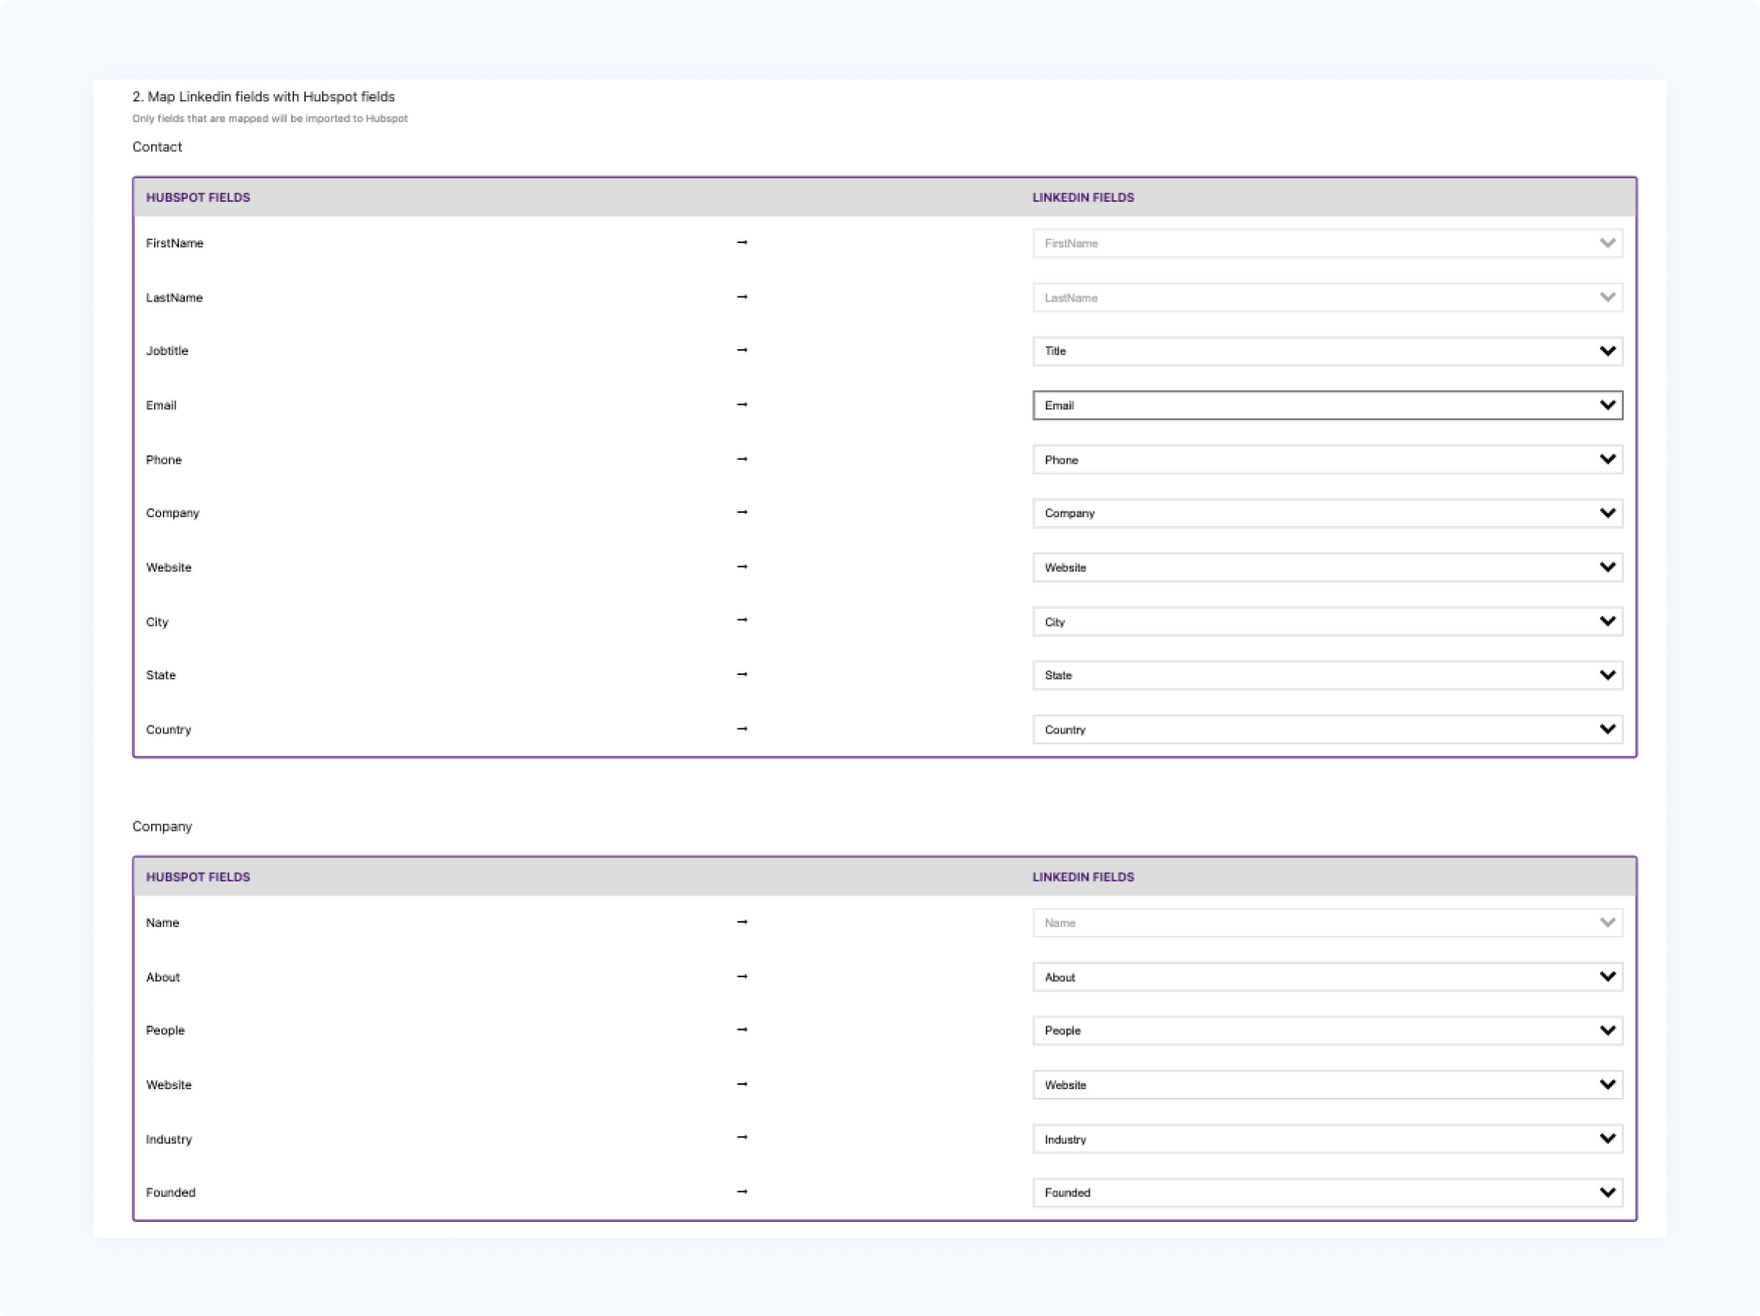 2. Map Linkedin fields with Hubspot fields
Only fields that are mapped will be imported to Hubspot
Contact
HUBSPOT FIELDS LINKEDIN FIELDS
FirstName → FirstName
LastName → LastName
Jobtitle → Title
Email → Email
Phone → Phone
Company → Company
Website → Website
City → City
State → State
Country → Country
Company
HUBSPOT FIELDS LINKEDIN FIELDS
Name → Name
About → About
People → People
Website → Website
Industry → Industry
Founded → Founded